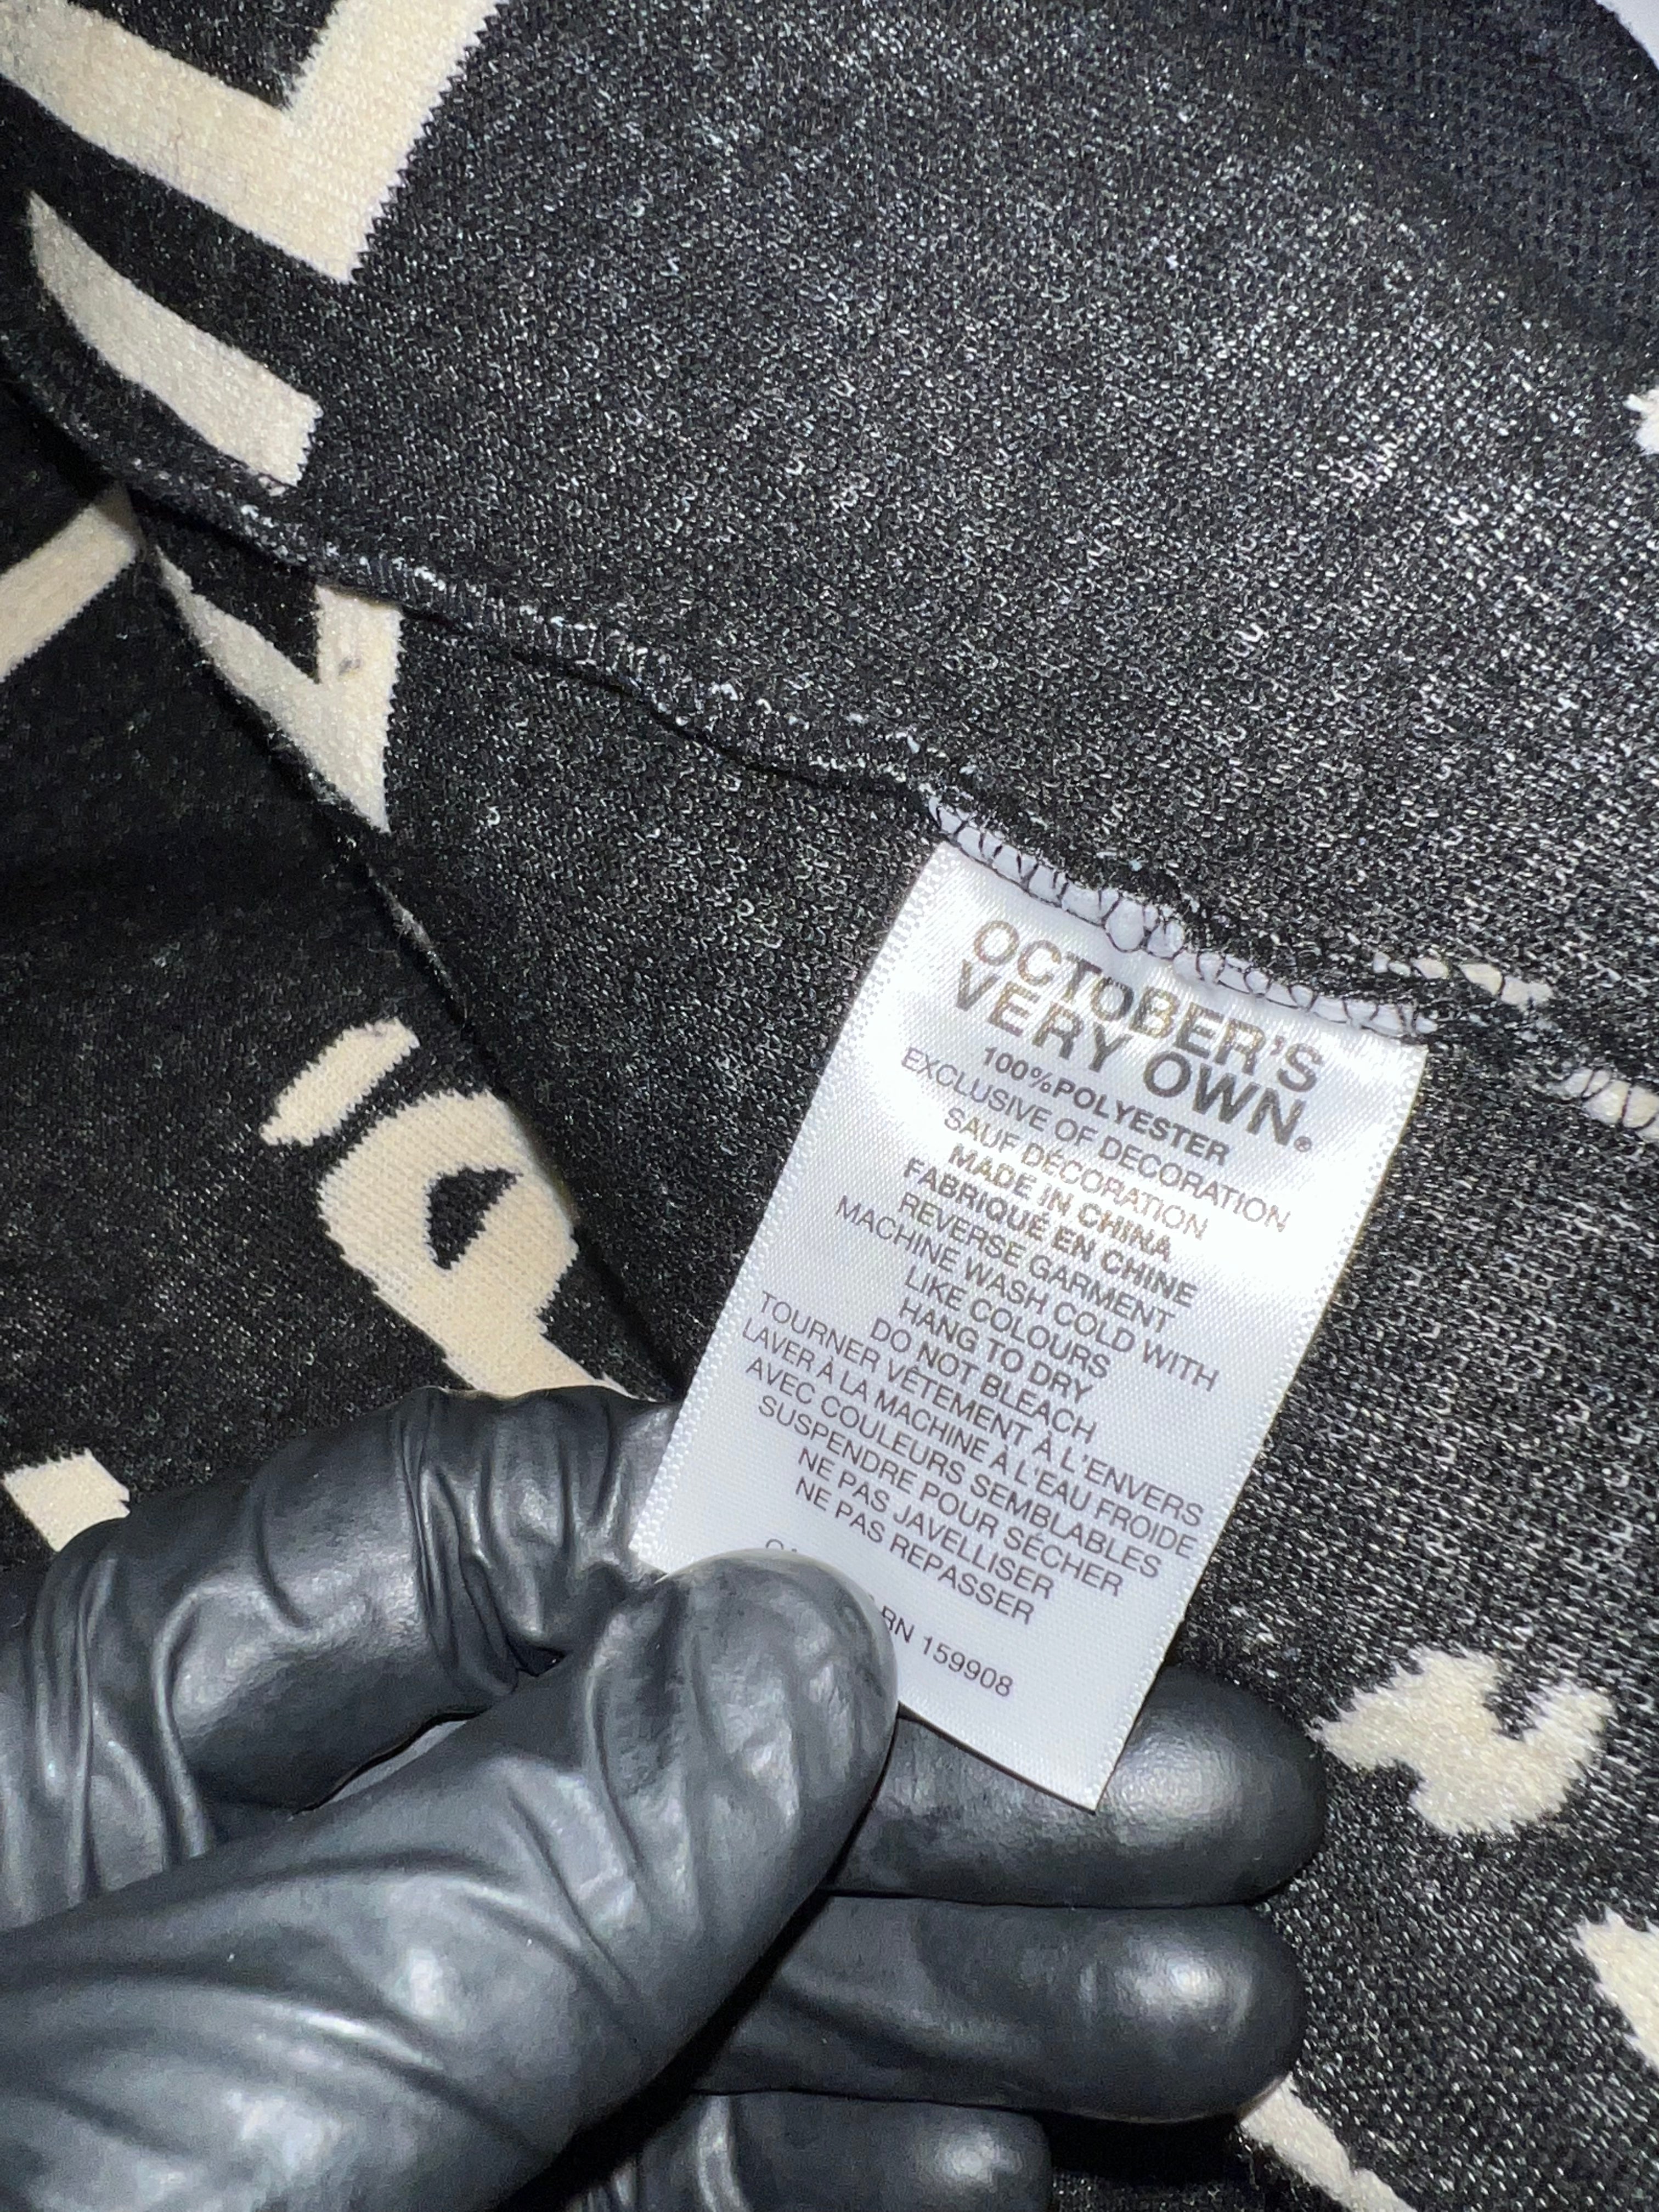 OCTOBER'S
VERY OWN®
100%POLYESTER
EXCLUSIVE OF DECORATION
SAUF DÉCORATION
MADE IN CHINA
FABRIQUÉ EN CHINE
REVERSE GARMENT
MACHINE WASH COLD WITH
LIKE COLOURS
HANG TO DRY
DO NOT BLEACH
TOURNER VÊTEMENT À L'ENVERS
LAVER À LA MACHINE À L'EAU FROIDE
AVEC COULEURS SEMBLABLES
SUSPENDRE POUR SÉCHER
NE PAS JAVELLISER
NE PAS REPASSER
RN 159908